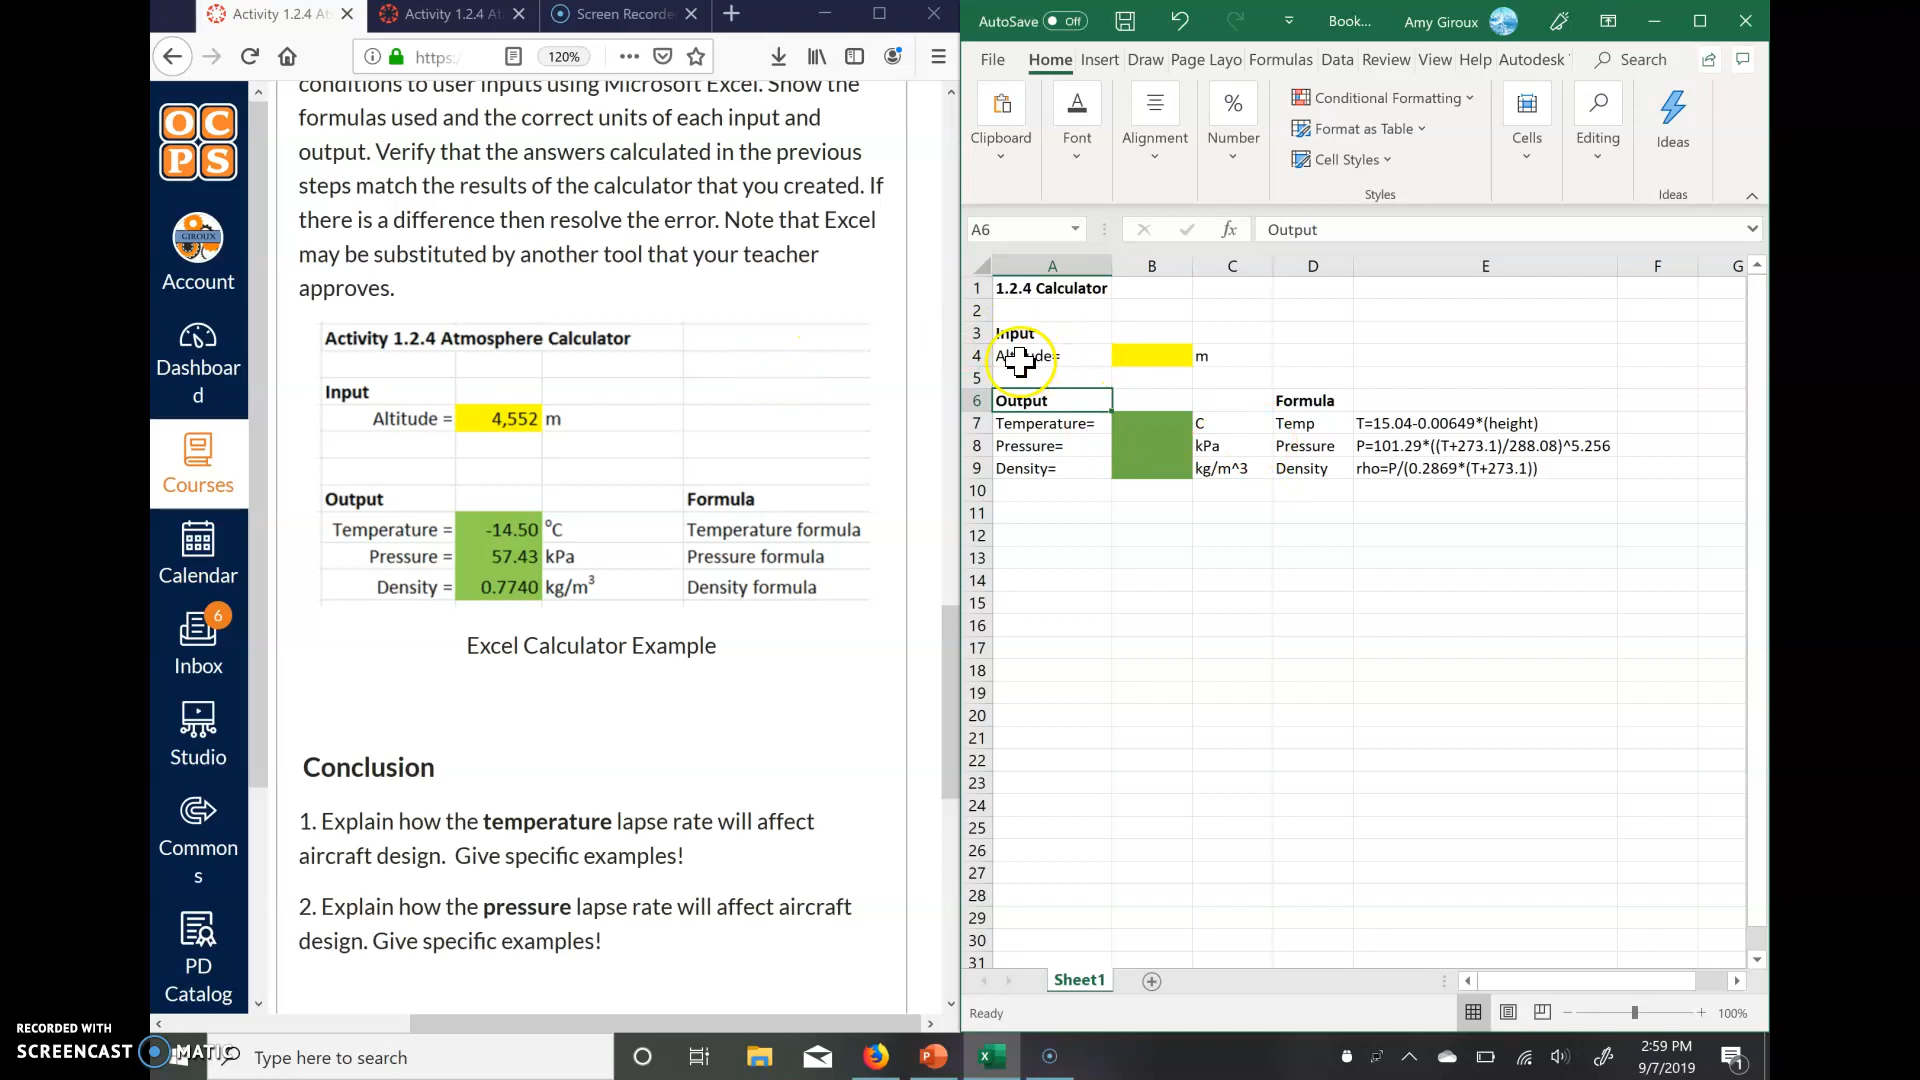 Activity 1.2.4 At
Activity 1.2.4 At
Screen Recorde
https:
120%
OC
PS
GIROUX
Account
Dashboar
d
Courses
Calendar
6
Inbox
Studio
Common
s
PD
Catalog
conditions to user inputs using Microsoft Excel. Show the
formulas used and the correct units of each input and
output. Verify that the answers calculated in the previous
steps match the results of the calculator that you created. If
there is a difference then resolve the error. Note that Excel
may be substituted by another tool that your teacher
approves.
Activity 1.2.4 Atmosphere Calculator
Input
Altitude = 4,552 m
Output Formula
Temperature = -14.50 °C Temperature formula
Pressure = 57.43 kPa Pressure formula
Density = 0.7740 kg/m³ Density formula
Excel Calculator Example
Conclusion
1. Explain how the temperature lapse rate will affect
aircraft design. Give specific examples!
2. Explain how the pressure lapse rate will affect aircraft
design. Give specific examples!
AutoSave Off Book... Amy Giroux
File Home Insert Draw Page Layo Formulas Data Review View Help Autodesk Search
Clipboard Font Alignment Number
Conditional Formatting
Format as Table
Cell Styles
Styles
Cells Editing Ideas
Ideas
A6 fx Output
A B C D E F G
1 1.2.4 Calculator
2
3 Input
4 m
5
6 Output Formula
7 Temperature= C Temp T=15.04-0.00649*(height)
8 Pressure= kPa Pressure P=101.29*((T+273.1)/288.08)^5.256
9 Density= kg/m^3 Density rho=P/(0.2869*(T+273.1))
10
11
12
13
14
15
16
17
18
19
20
21
22
23
24
25
26
27
28
29
30
31
Sheet1
Ready 100%
RECORDED WITH
SCREENCAST MATIC
Type here to search
2:59 PM
9/7/2019
1